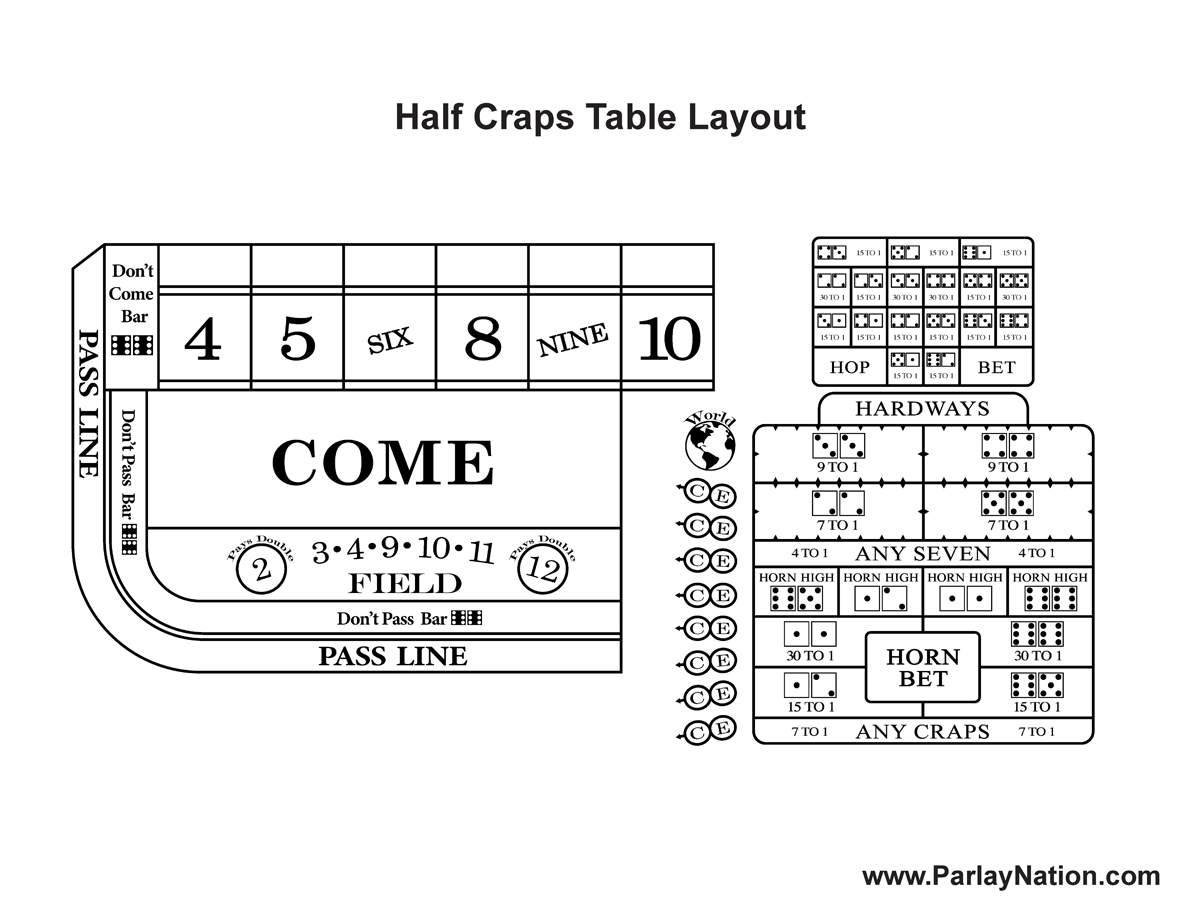 Half Craps Table Layout
Don't
Come
Bar
4 5 SIX 8 NINE 10
PASS LINE
Don't Pass Bar
COME
Pays Double
2
3 • 4 • 9 • 10 • 11
FIELD
Pays Double
12
Don't Pass Bar
PASS LINE
15 TO 1 15 TO 1 15 TO 1
30 TO 1 15 TO 1 30 TO 1 30 TO 1 15 TO 1 30 TO 1
15 TO 1 15 TO 1 15 TO 1 15 TO 1 15 TO 1 15 TO 1
HOP 15 TO 1 15 TO 1 BET
World
C E
C E
C E
C E
C E
C E
C E
C E
HARDWAYS
9 TO 1 9 TO 1
7 TO 1 7 TO 1
4 TO 1 ANY SEVEN 4 TO 1
HORN HIGH HORN HIGH HORN HIGH HORN HIGH
30 TO 1 30 TO 1
HORN
BET
15 TO 1 15 TO 1
7 TO 1 ANY CRAPS 7 TO 1
www.ParlayNation.com